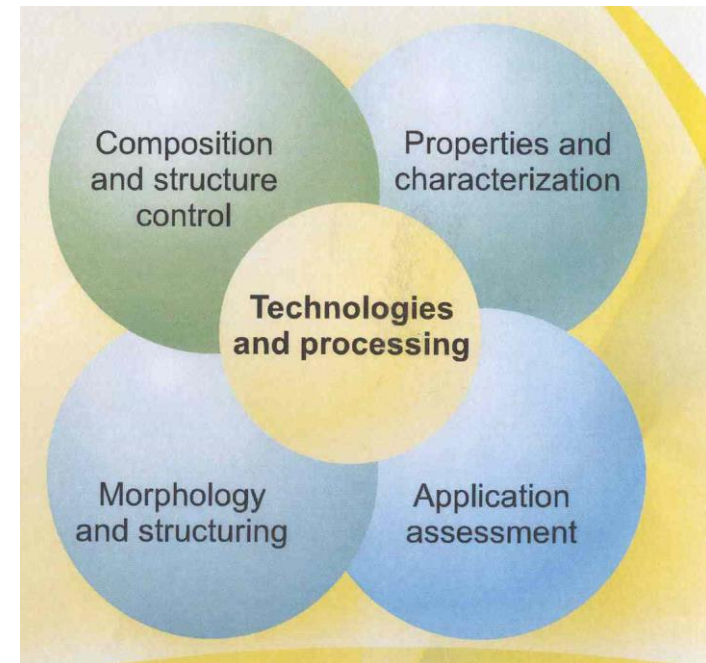 Composition
and structure
control
Properties and
characterization
Technologies
and processing
Morphology
and structuring
Application
assessment